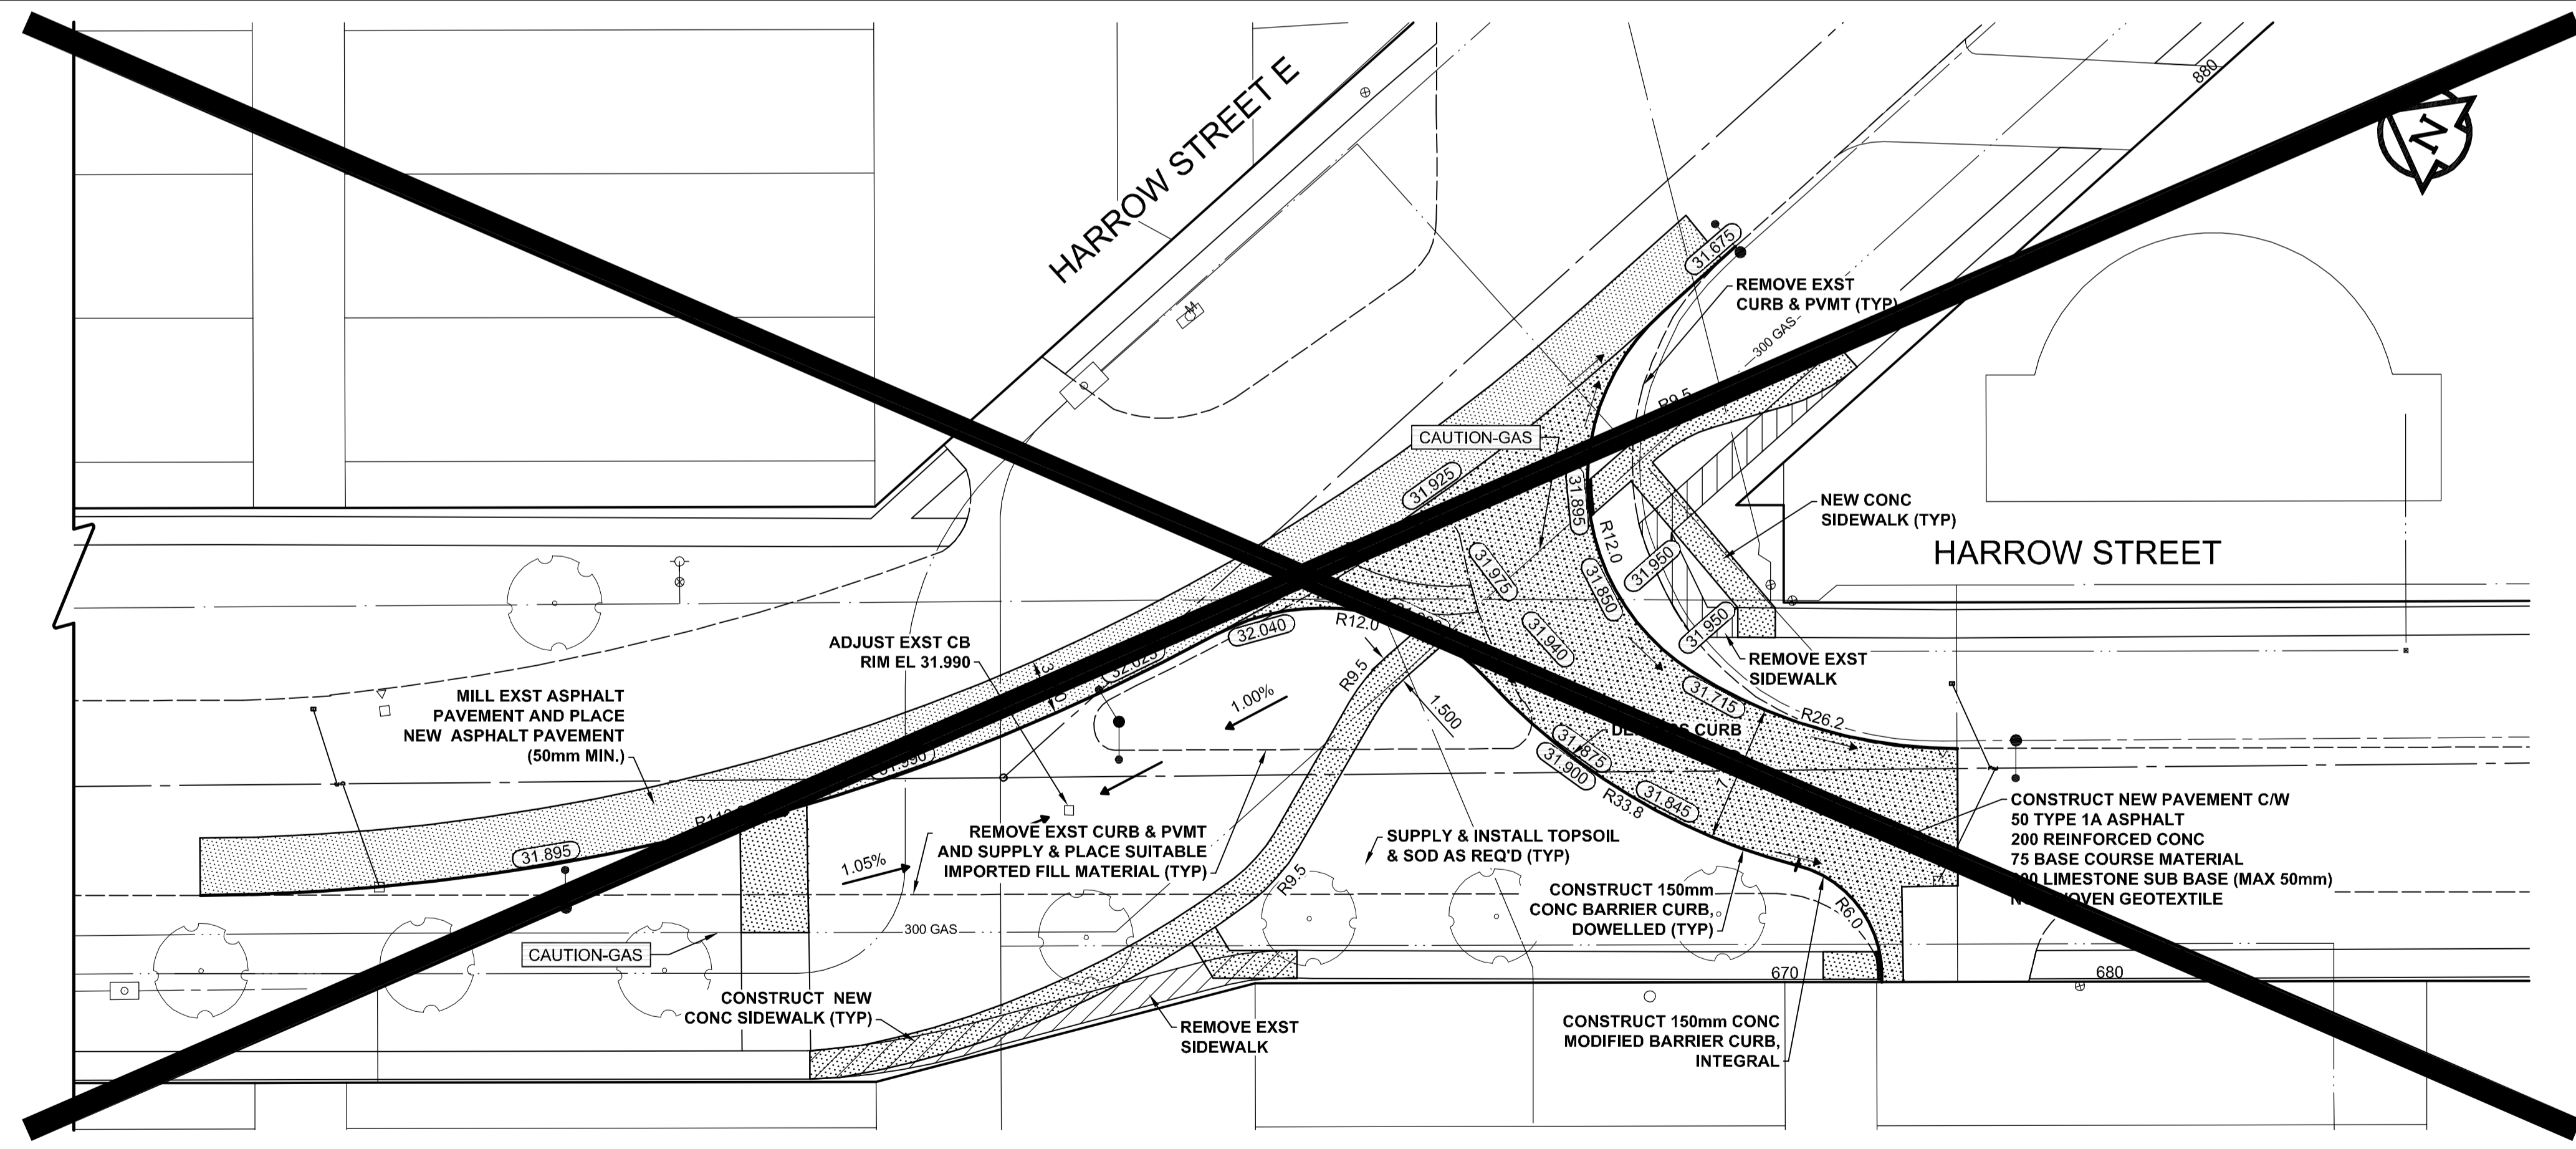 HARROW STREET E
880
N
31.675
REMOVE EXST
CURB & PVMT (TYP)
300 GAS
R9.5
M
CAUTION-GAS
31.925
31.895
NEW CONC
SIDEWALK (TYP)
HARROW STREET
R12.0
31.975
31.950
31.850
31.940
31.950
REMOVE EXST
SIDEWALK
32.040
R12.0
ADJUST EXST CB
RIM EL 31.990
R9.5
1.500
1.00%
31.715
R26.2
MILL EXST ASPHALT
PAVEMENT AND PLACE
NEW ASPHALT PAVEMENT
(50mm MIN.)
CURB
31.875
31.900
31.845
R33.8
CONSTRUCT NEW PAVEMENT C/W
50 TYPE 1A ASPHALT
200 REINFORCED CONC
75 BASE COURSE MATERIAL
LIMESTONE SUB BASE (MAX 50mm)
GEOTEXTILE
31.895
1.05%
REMOVE EXST CURB & PVMT
AND SUPPLY & PLACE SUITABLE
IMPORTED FILL MATERIAL (TYP)
SUPPLY & INSTALL TOPSOIL
& SOD AS REQ'D (TYP)
R9.5
CONSTRUCT 150mm
CONC BARRIER CURB,
DOWELLED (TYP)
R6.0
300 GAS
CAUTION-GAS
670
680
CONSTRUCT NEW
CONC SIDEWALK (TYP)
REMOVE EXST
SIDEWALK
CONSTRUCT 150mm CONC
MODIFIED BARRIER CURB,
INTEGRAL